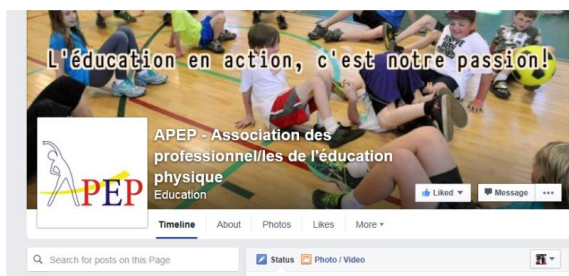 L'éducation en action, c'est notre passion!
APEP - Association des
professionnel/les de l'éducation
physique
Education
APEP
Liked
Message
Timeline
About
Photos
Likes
More
Search for posts on this Page
Status
Photo / Video